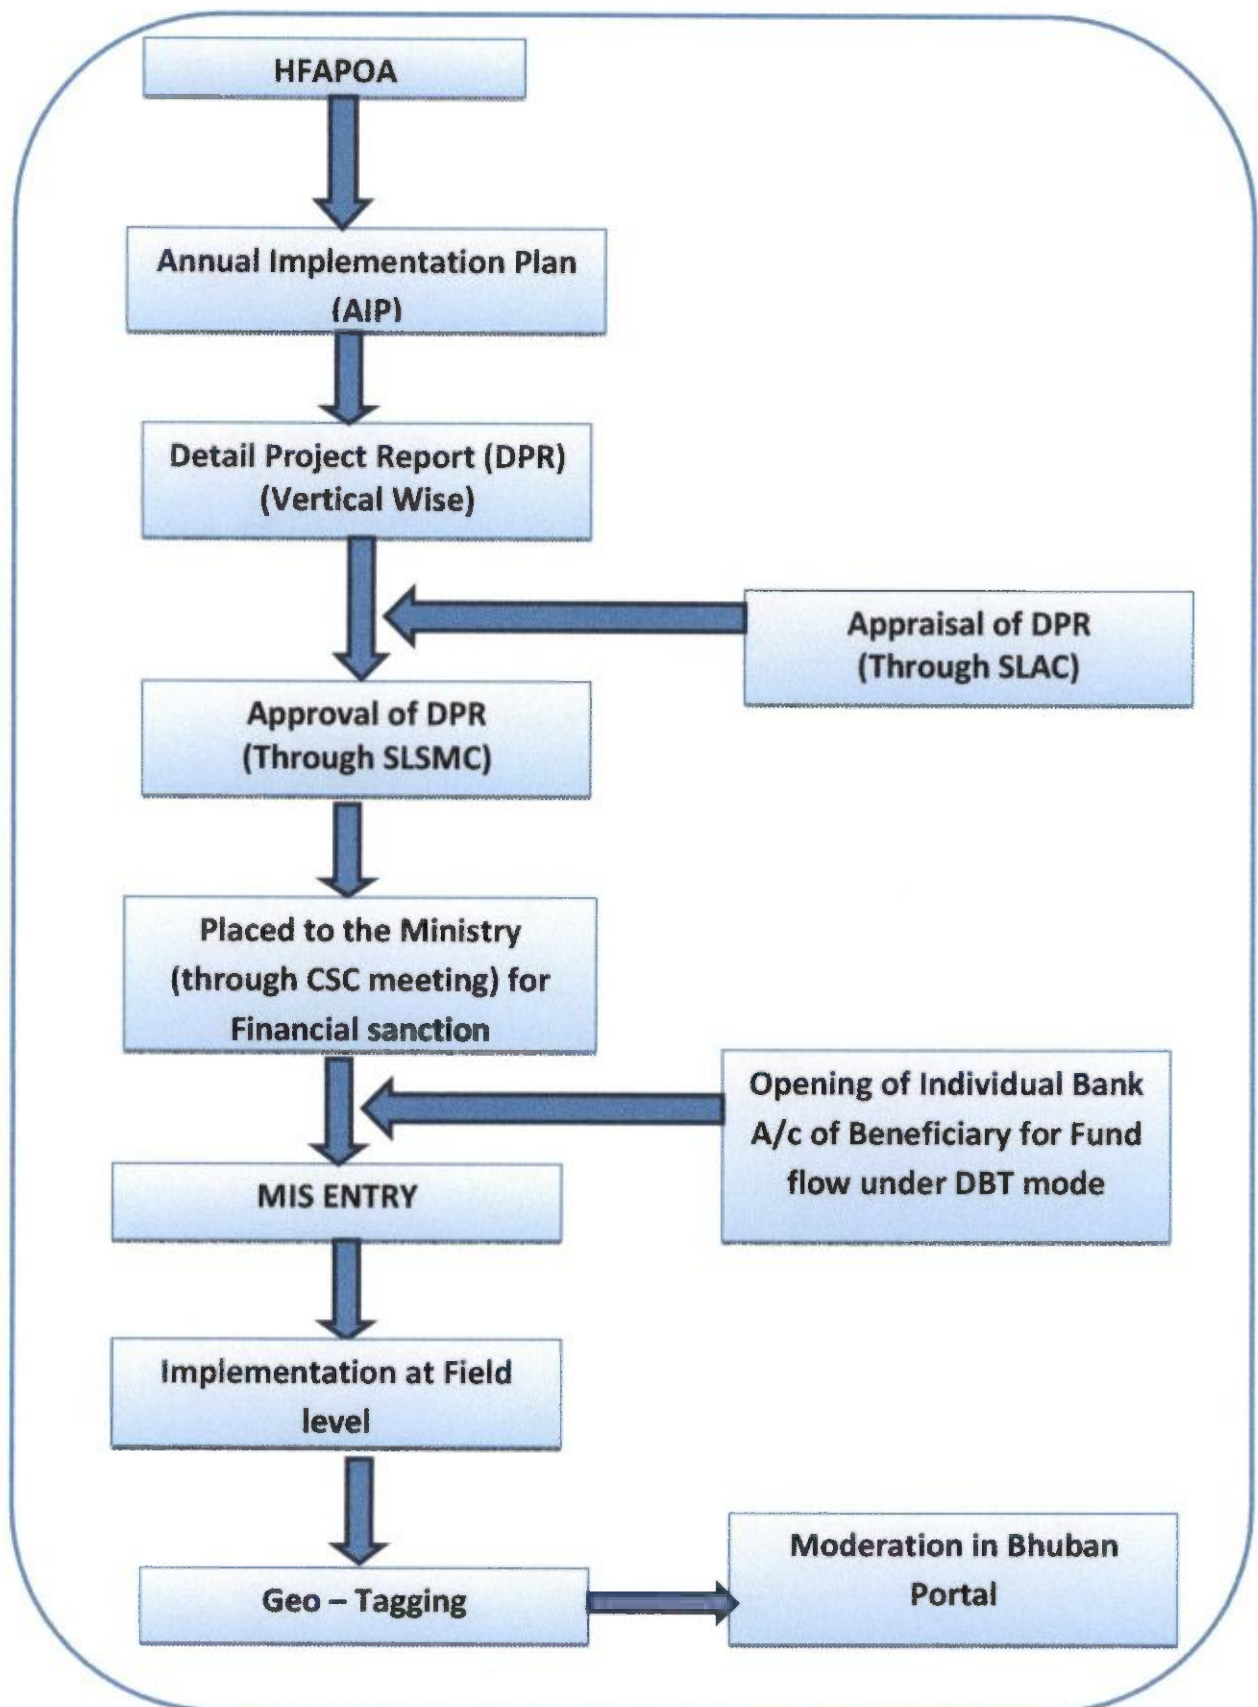 HFAPOA
Annual Implementation Plan
(AIP)
Detail Project Report (DPR)
(Vertical Wise)
Appraisal of DPR
(Through SLAC)
Approval of DPR
(Through SLSMC)
Placed to the Ministry
(through CSC meeting) for
Financial sanction
Opening of Individual Bank
A/c of Beneficiary for Fund
flow under DBT mode
MIS ENTRY
Implementation at Field
level
Geo – Tagging
Moderation in Bhuban
Portal